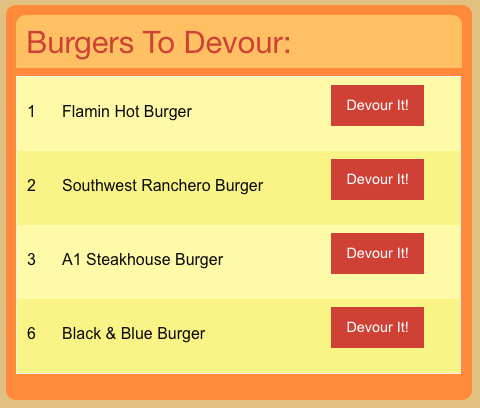 Burgers To Devour:
1 Flamin Hot Burger Devour It!
2 Southwest Ranchero Burger Devour It!
3 A1 Steakhouse Burger Devour It!
6 Black & Blue Burger Devour It!